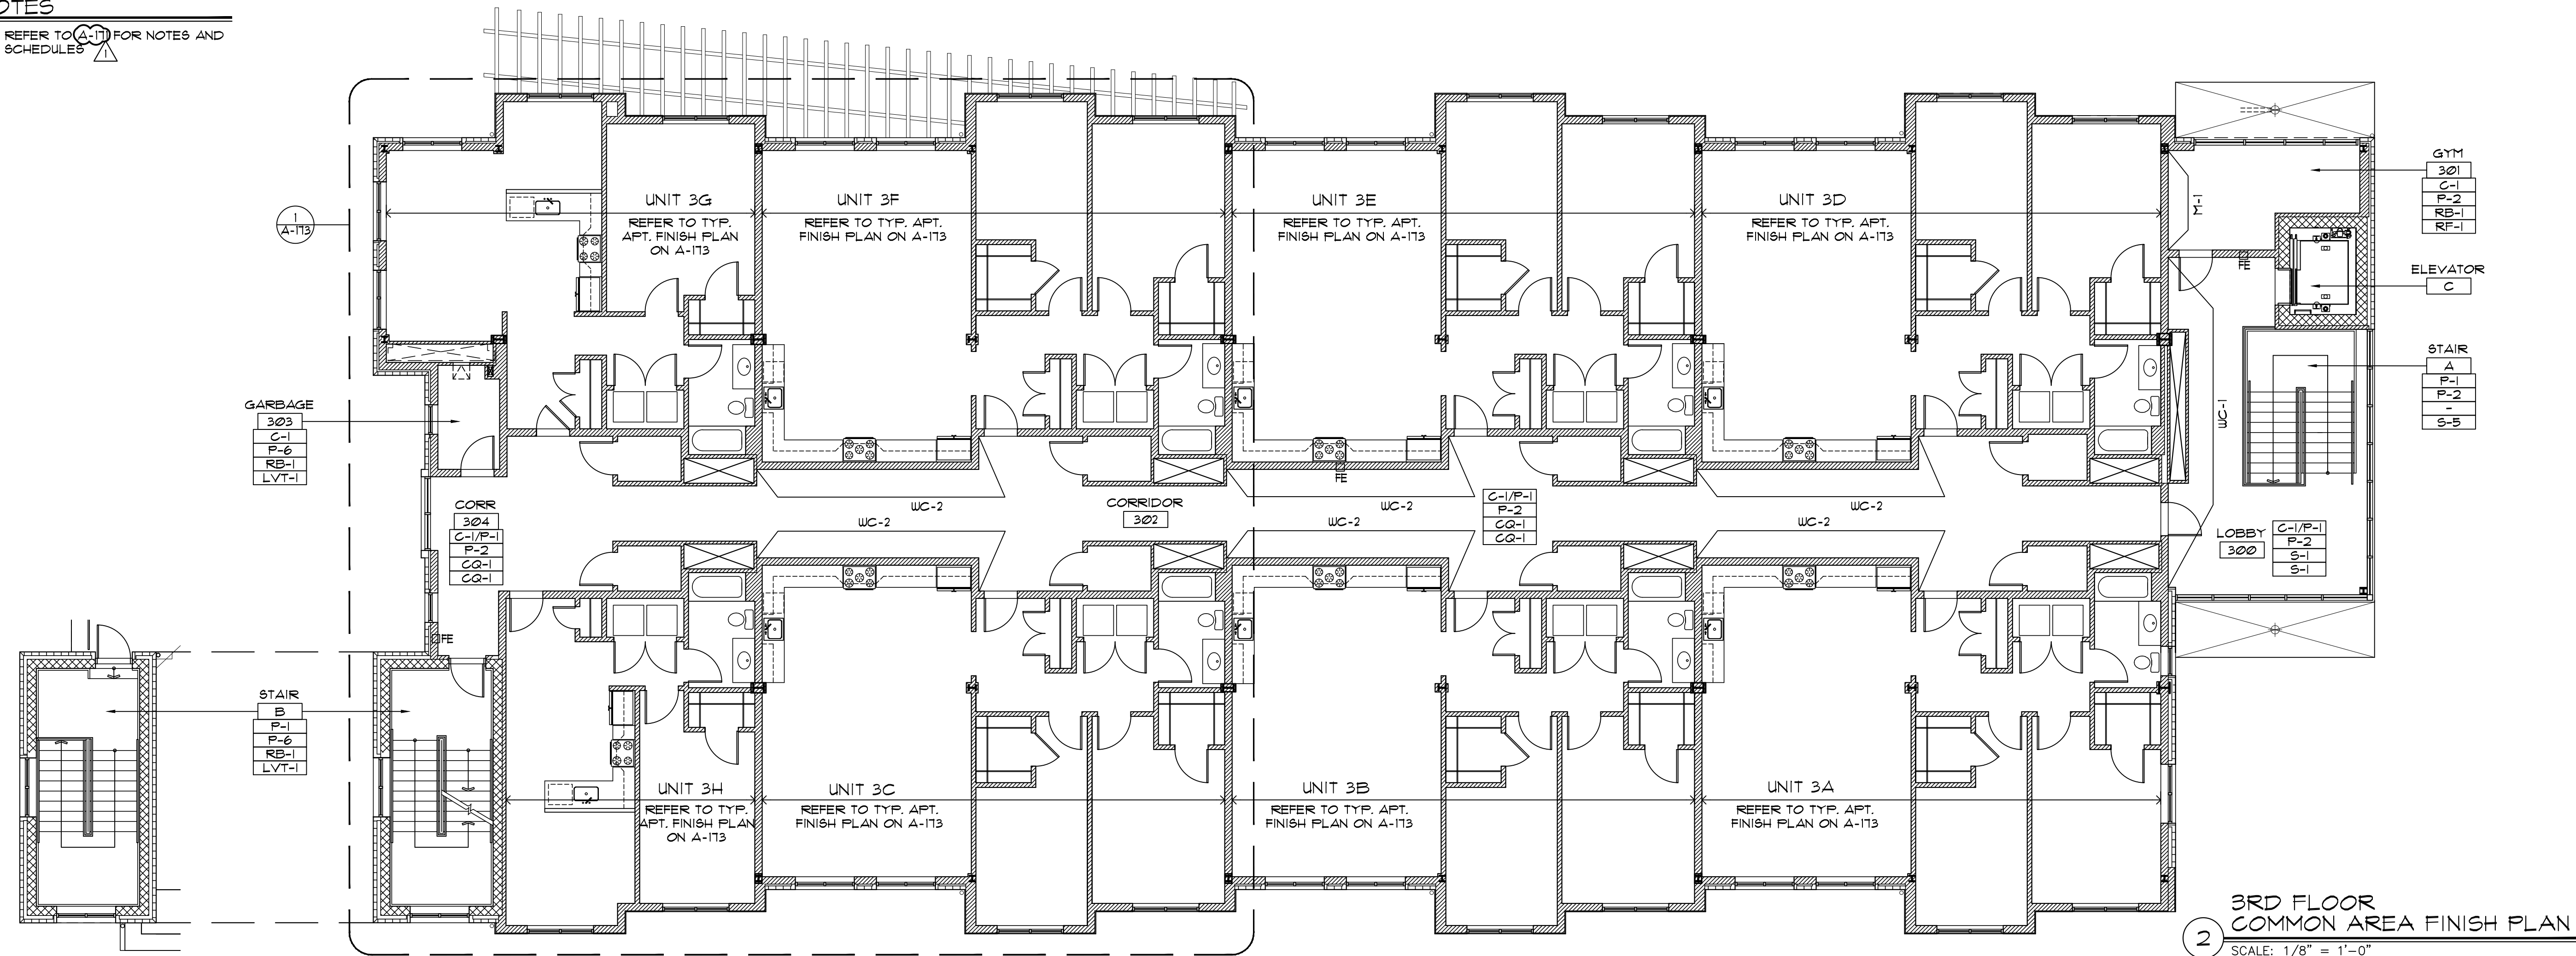 OTES
REFER TO A-171 FOR NOTES AND
SCHEDULES 1
1
A-173
UNIT 3G
REFER TO TYP.
APT. FINISH PLAN
ON A-173
UNIT 3F
REFER TO TYP. APT.
FINISH PLAN ON A-173
UNIT 3E
REFER TO TYP. APT.
FINISH PLAN ON A-173
UNIT 3D
REFER TO TYP. APT.
FINISH PLAN ON A-173
M-1
GYM
301
C-1
P-2
RB-1
RF-1
FE
ELEVATOR
C
STAIR
A
P-1
P-2
-
S-5
WC-1
GARBAGE
303
C-1
P-6
RB-1
LVT-1
CORR
304
C-1/P-1
P-2
CQ-1
CQ-1
FE
WC-2
WC-2
CORRIDOR
302
FE
WC-2
WC-2
C-1/P-1
P-2
CQ-1
CQ-1
WC-2
WC-2
LOBBY
300
C-1/P-1
P-2
S-1
S-1
STAIR
B
P-1
P-6
RB-1
LVT-1
UNIT 3H
REFER TO TYP.
APT. FINISH PLAN
ON A-173
UNIT 3C
REFER TO TYP. APT.
FINISH PLAN ON A-173
UNIT 3B
REFER TO TYP. APT.
FINISH PLAN ON A-173
UNIT 3A
REFER TO TYP. APT.
FINISH PLAN ON A-173
2
3RD FLOOR
COMMON AREA FINISH PLAN
SCALE: 1/8" = 1'-0"